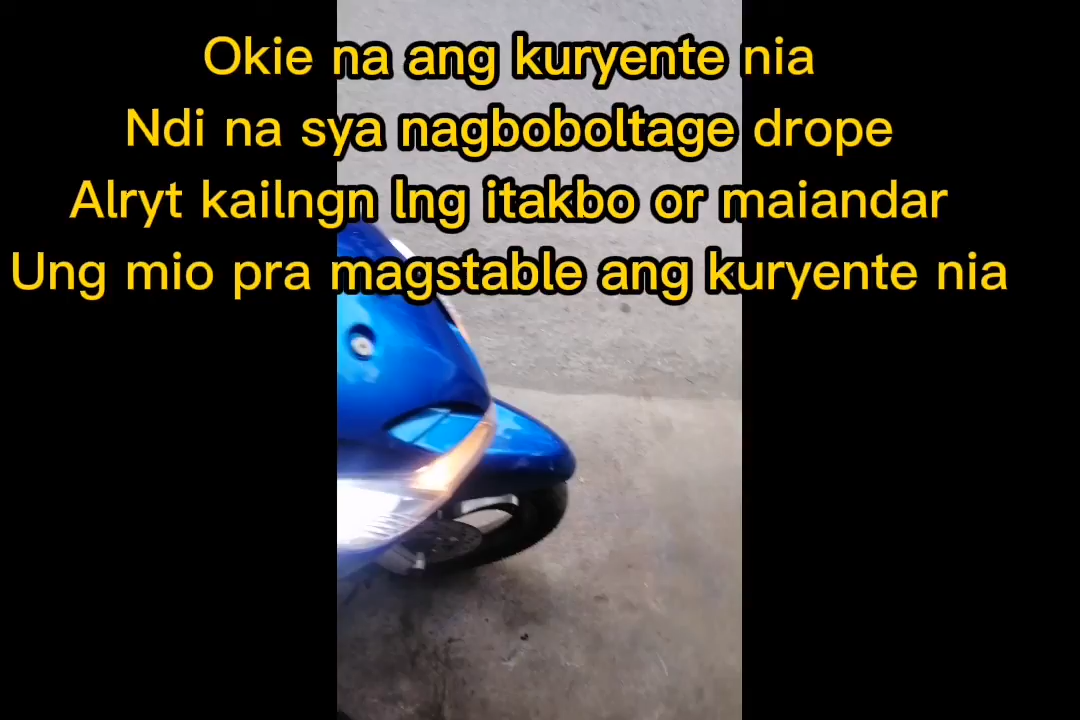 Okie na ang kuryente nia
Ndi na sya nagboboltage drope
Alryt kailngn lng itakbo or maiandar
Ung mio pra magstable ang kuryente nia